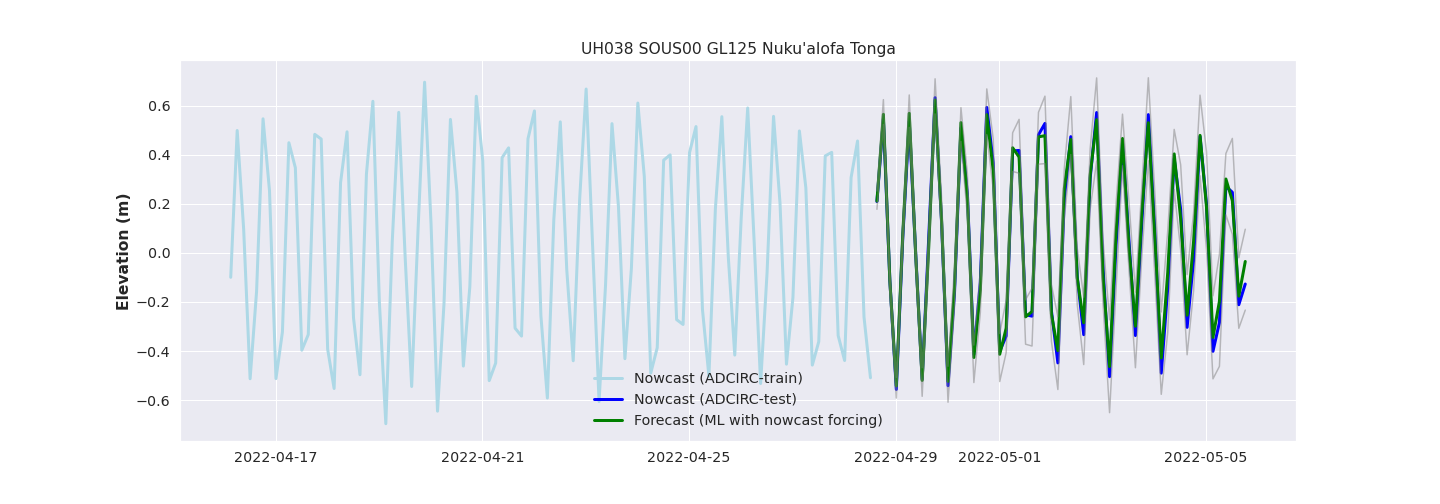 UH038 SOUS00 GL125 Nuku'alofa Tonga
Elevation (m)
0.6
0.4
0.2
0.0
−0.2
−0.4
−0.6
Nowcast (ADCIRC-train)
Nowcast (ADCIRC-test)
Forecast (ML with nowcast forcing)
2022-04-17
2022-04-21
2022-04-25
2022-04-29
2022-05-01
2022-05-05